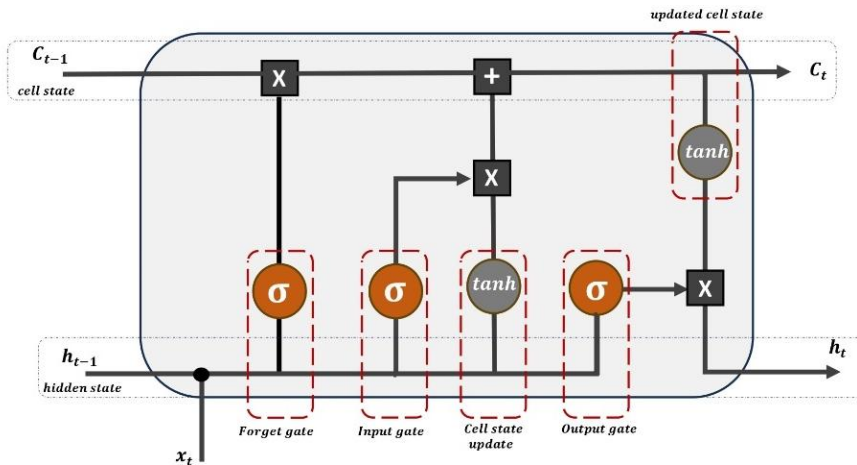 updated cell state
C_{t-1}
X
+
C_t
cell state
tanh
X
σ
σ
tanh
σ
X
h_{t-1}
h_t
hidden state
Forget gate
Input gate
Cell state
update
Output gate
x_t